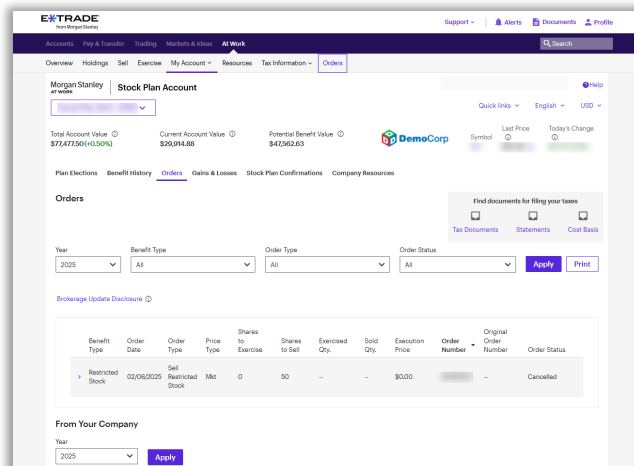 E*TRADE
from Morgan Stanley
Support Alerts Documents Profile
Accounts Pay & Transfer Trading Markets & Ideas At Work Search
Overview Holdings Sell Exercise My Account Resources Tax Information Orders
Morgan Stanley
AT WORK
Stock Plan Account
Help
Quick links English USD
Total Account Value Current Account Value Potential Benefit Value
$77,477.50(+0.50%) $29,914.88 $47,562.63
DemoCorp
Symbol Last Price Today's Change
Plan Elections Benefit History Orders Gains & Losses Stock Plan Confirmations Company Resources
Orders
Find documents for filing your taxes
Tax Documents Statements Cost Basis
Year Benefit Type Order Type Order Status
2025 All All All Apply Print
Brokerage Update Disclosure
Benefit Type Order Date Order Type Price Type Shares to Exercise Shares to Sell Exercised Qty. Sold Qty. Execution Price Order Number Original Order Number Order Status
Restricted Stock 02/06/2025 Sell Restricted Stock Mkt 0 50 -- -- $0.00 -- Cancelled
From Your Company
Year
2025 Apply